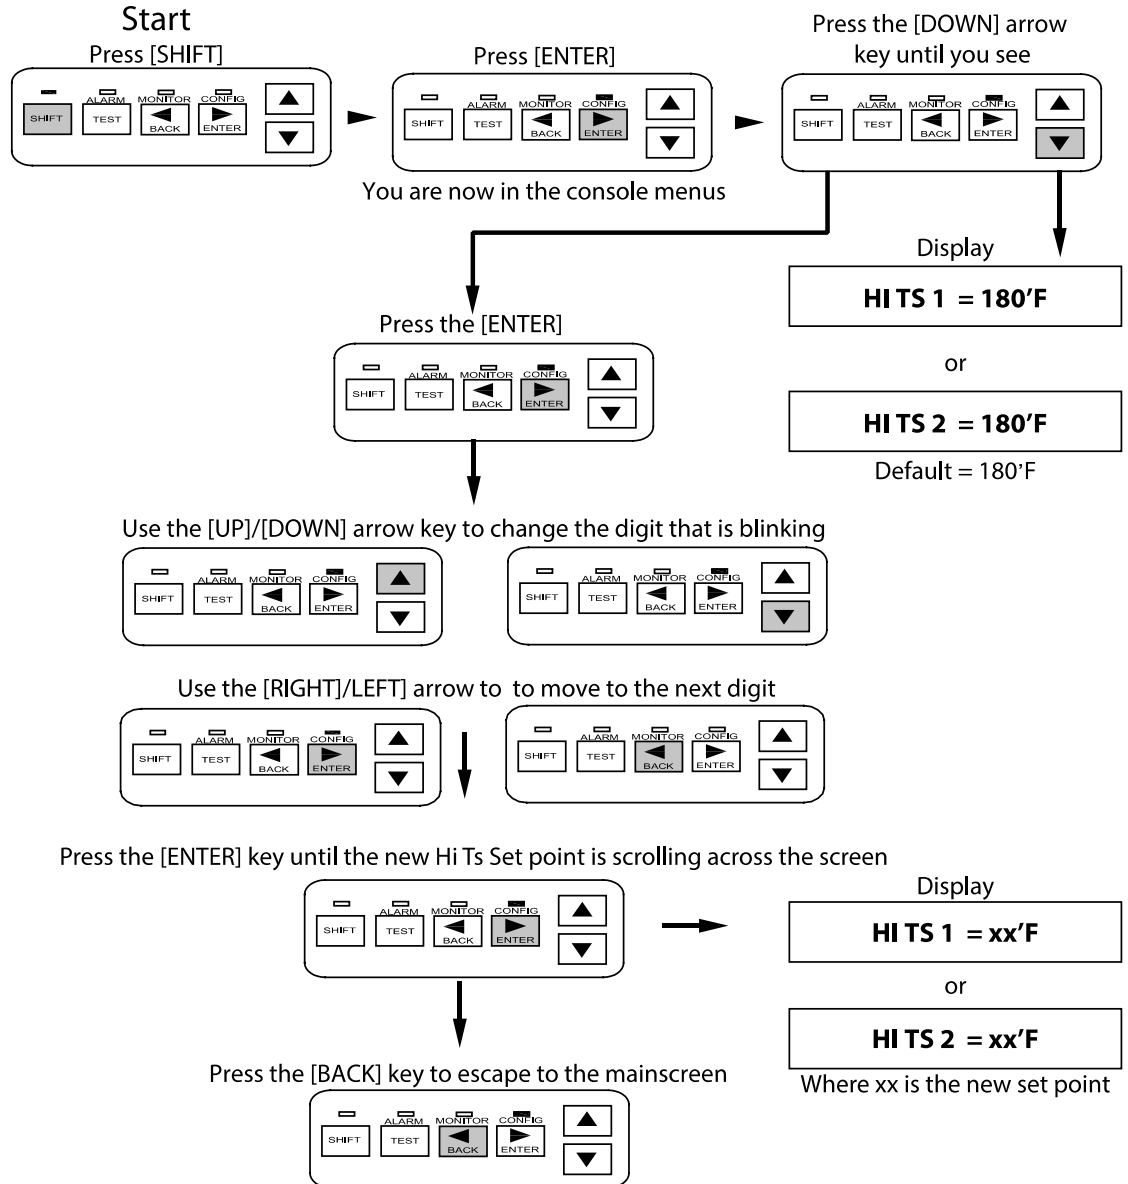 Start
Press [SHIFT]
SHIFT
ALARM
TEST
MONITOR
BACK
CONFIG
ENTER
Press [ENTER]
SHIFT
ALARM
TEST
MONITOR
BACK
CONFIG
ENTER
You are now in the console menus
Press the [DOWN] arrow
key until you see
SHIFT
ALARM
TEST
MONITOR
BACK
CONFIG
ENTER
Display
HI TS 1 = 180'F
or
HI TS 2 = 180'F
Default = 180'F
Press the [ENTER]
SHIFT
ALARM
TEST
MONITOR
BACK
CONFIG
ENTER
Use the [UP]/[DOWN] arrow key to change the digit that is blinking
SHIFT
ALARM
TEST
MONITOR
BACK
CONFIG
ENTER
SHIFT
ALARM
TEST
MONITOR
BACK
CONFIG
ENTER
Use the [RIGHT]/LEFT] arrow to to move to the next digit
SHIFT
ALARM
TEST
MONITOR
BACK
CONFIG
ENTER
SHIFT
ALARM
TEST
MONITOR
BACK
CONFIG
ENTER
Press the [ENTER] key until the new Hi Ts Set point is scrolling across the screen
SHIFT
ALARM
TEST
MONITOR
BACK
CONFIG
ENTER
Display
HI TS 1 = xx'F
or
HI TS 2 = xx'F
Where xx is the new set point
Press the [BACK] key to escape to the mainscreen
SHIFT
ALARM
TEST
MONITOR
BACK
CONFIG
ENTER